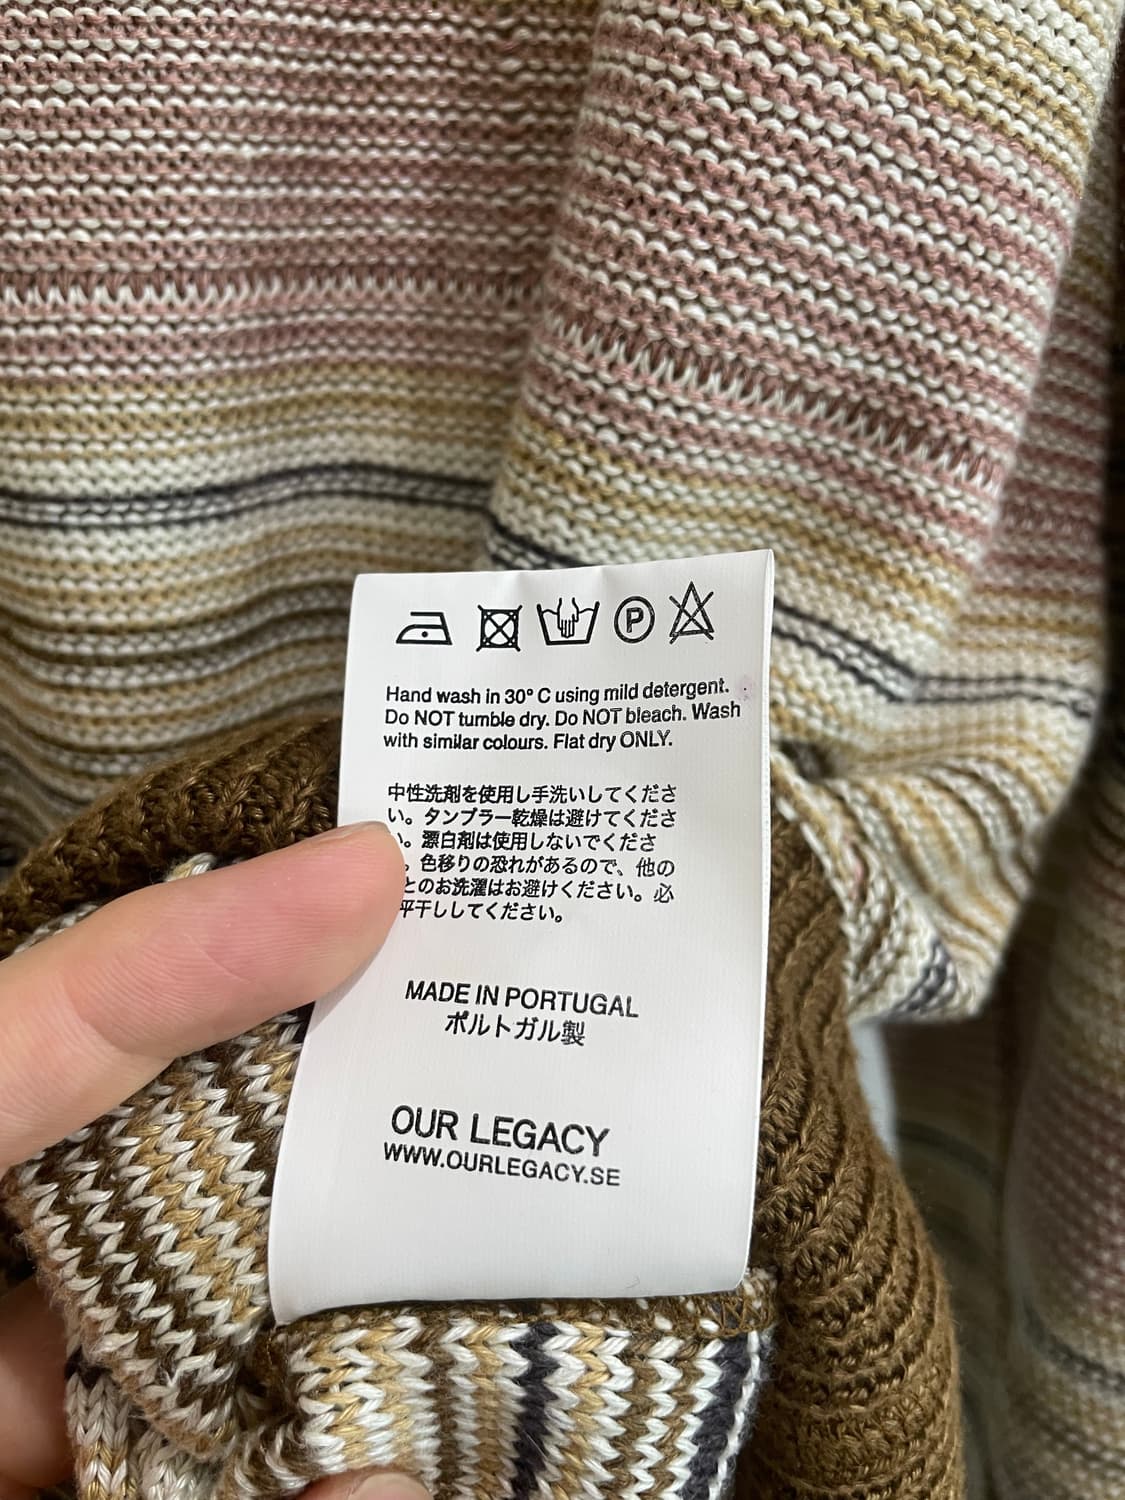 P
Hand wash in 30° C using mild detergent.
Do NOT tumble dry. Do NOT bleach. Wash
with similar colours. Flat dry ONLY.
中性洗剤を使用し手洗いしてくださ
い。タンブラー乾燥は避けてくださ
。漂白剤は使用しないでくださ
。色移りの恐れがあるので、他の
とのお洗濯はお避けください。必
平干ししてください。
MADE IN PORTUGAL
ポルトガル製
OUR LEGACY
WWW.OURLEGACY.SE